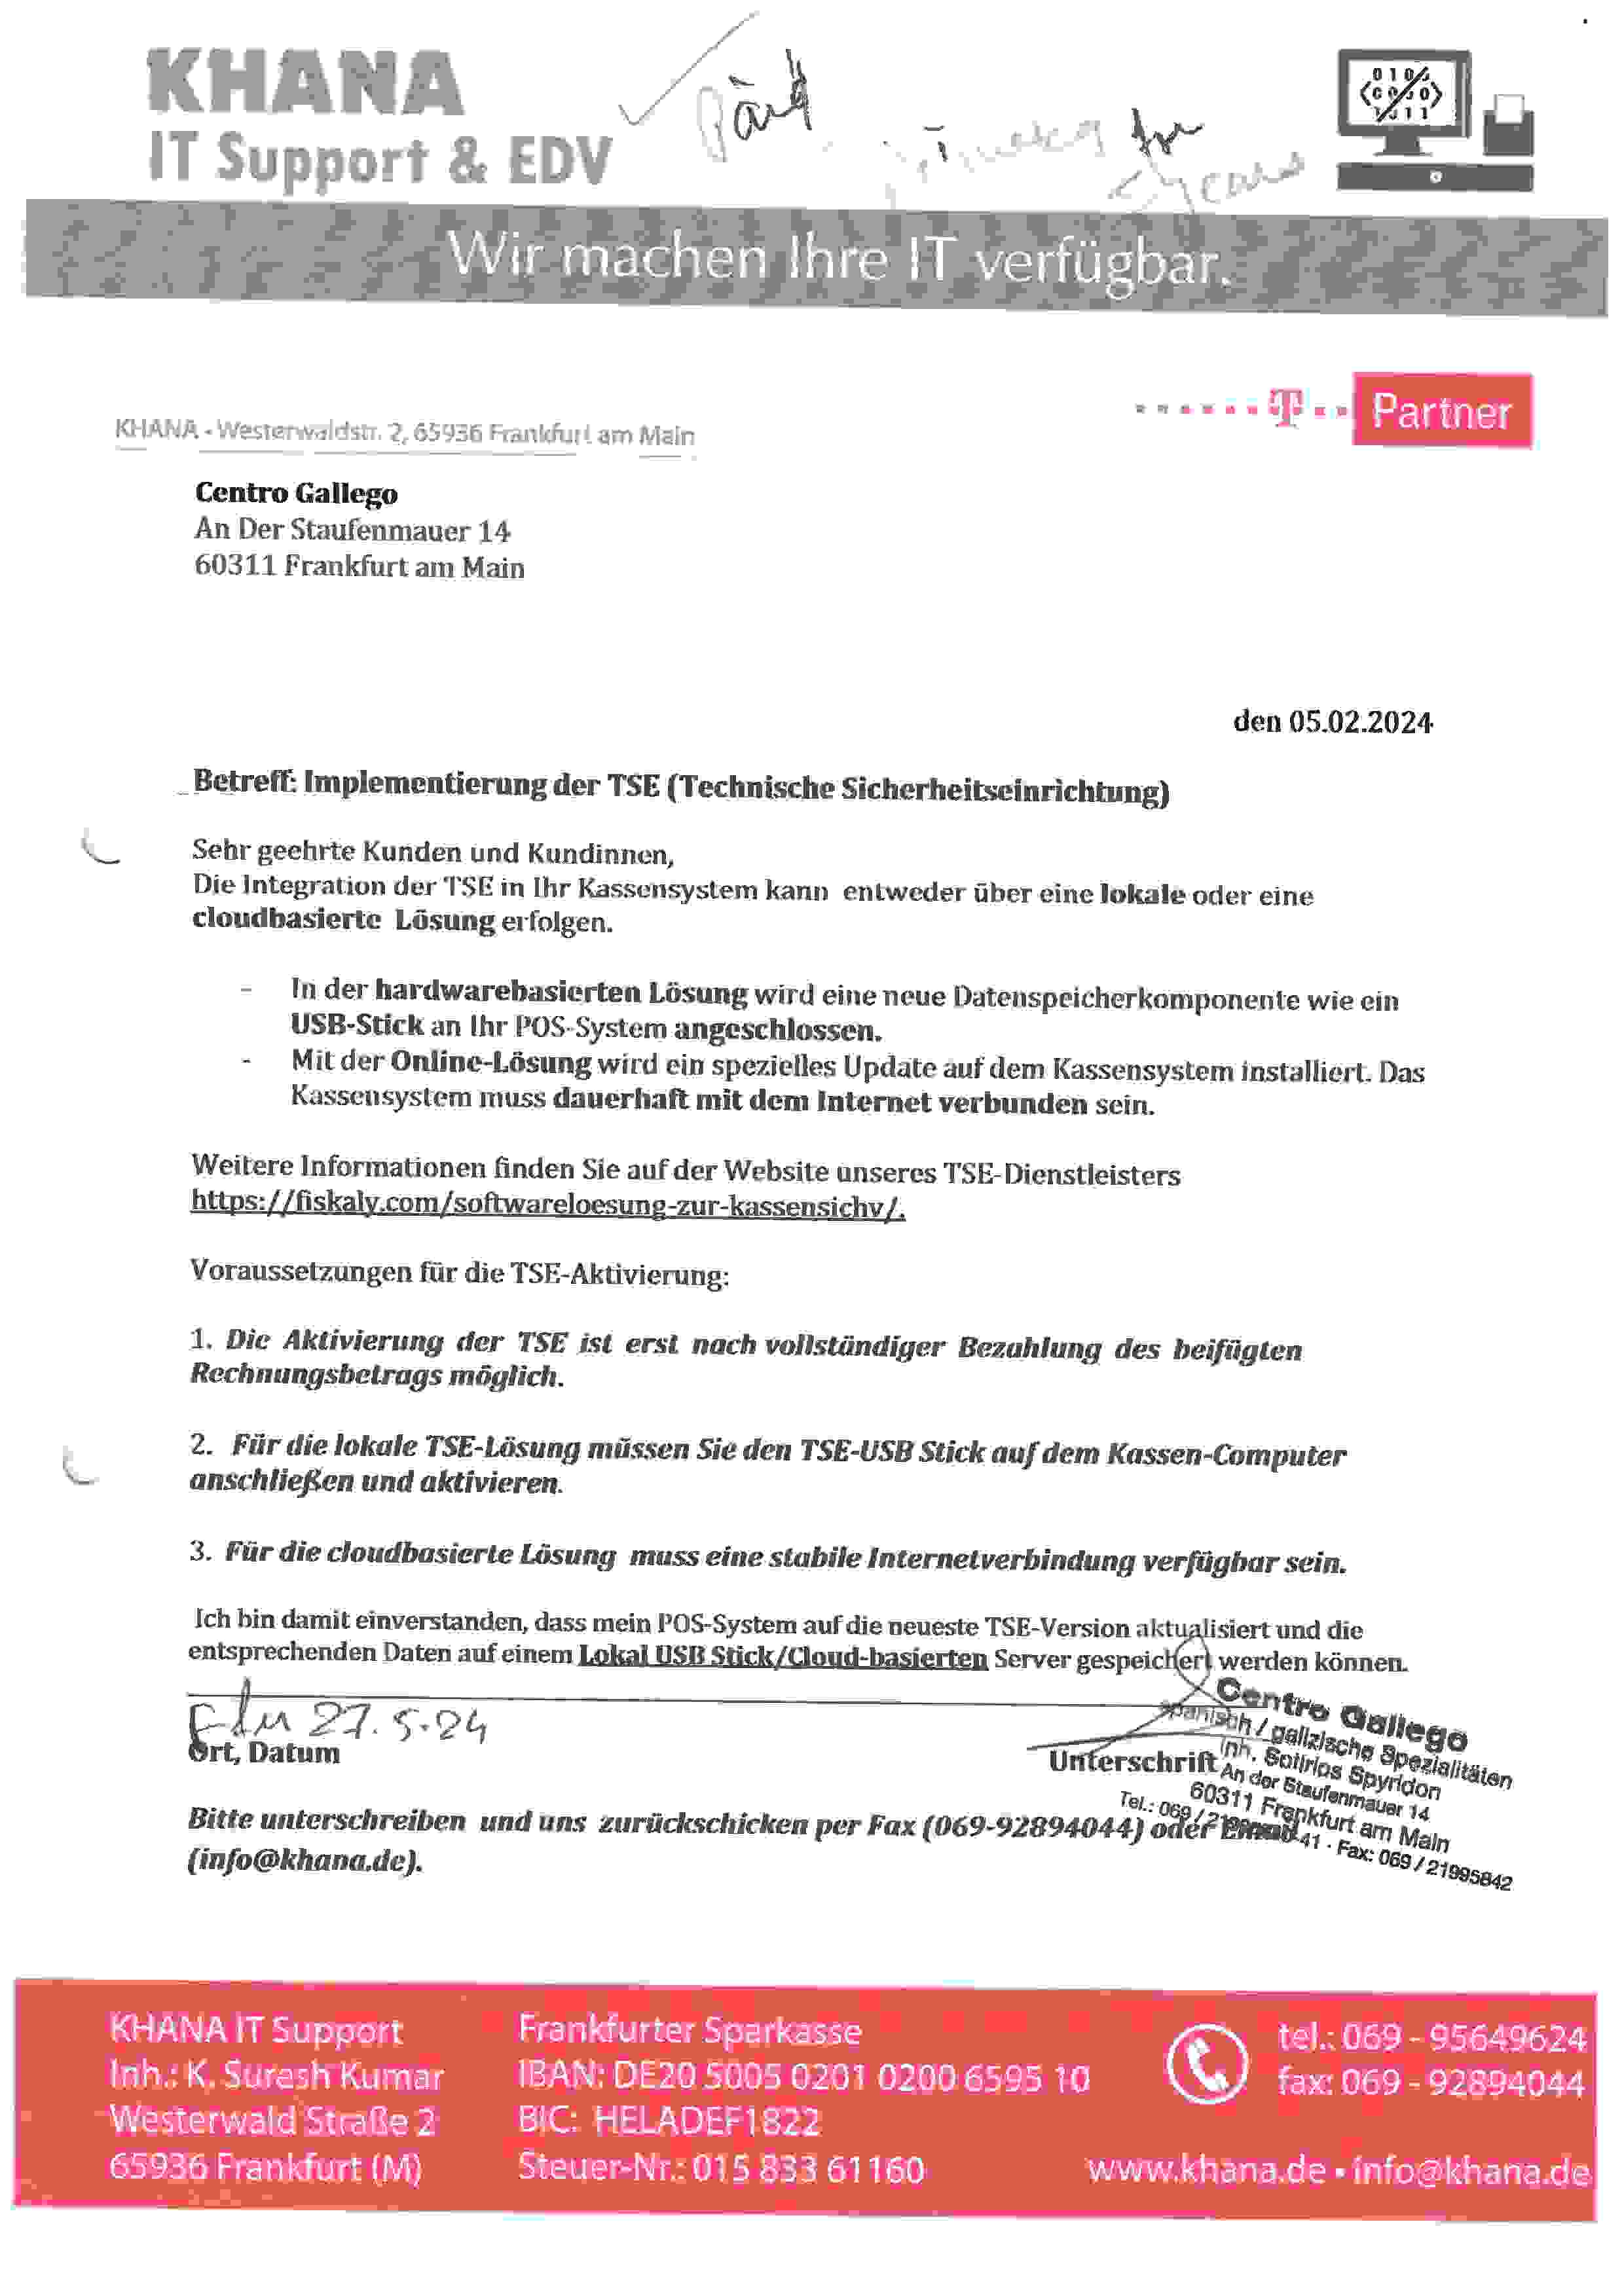 KHANA
IT Support & EDV
for
5 years
Wir machen Ihre IT verfügbar.
T Partner
KHANA - Westerwaldstr. 2, 65936 Frankfurt am Main
Centro Gallego
An Der Staufenmauer 14
60311 Frankfurt am Main
den 05.02.2024
Betreff: Implementierung der TSE (Technische Sicherheitseinrichtung)
Sehr geehrte Kunden und Kundinnen,
Die Integration der TSE in Ihr Kassensystem kann entweder über eine lokale oder eine
cloudbasierte Lösung erfolgen.
- In der hardwarebasierten Lösung wird eine neue Datenspeicherkomponente wie ein
USB-Stick an Ihr POS-System angeschlossen.
- Mit der Online-Lösung wird ein spezielles Update auf dem Kassensystem installiert. Das
Kassensystem muss dauerhaft mit dem Internet verbunden sein.
Weitere Informationen finden Sie auf der Website unseres TSE-Dienstleisters
https://fiskaly.com/softwareloesung-zur-kassensichv/.
Voraussetzungen für die TSE-Aktivierung:
1. Die Aktivierung der TSE ist erst nach vollständiger Bezahlung des beifügten
Rechnungsbetrags möglich.
2. Für die lokale TSE-Lösung müssen Sie den TSE-USB Stick auf dem Kassen-Computer
anschließen und aktivieren.
3. Für die cloudbasierte Lösung muss eine stabile Internetverbindung verfügbar sein.
Ich bin damit einverstanden, dass mein POS-System auf die neueste TSE-Version aktualisiert und die
entsprechenden Daten auf einem Lokal USB Stick/Cloud-basierten Server gespeichert werden können.
27.5.24
Ort, Datum
Unterschrift
Centro Gallego
spanisch / galizische Spezialitäten
Inh. Sotirios Spyridon
An der Staufenmauer 14
60311 Frankfurt am Main
Fax: 069 / 21995842
Bitte unterschreiben und uns zurückschicken per Fax (069-92894044) oder Email
(info@khana.de).
KHANA IT Support
Inh.: K. Suresh Kumar
Westerwald Straße 2
65936 Frankfurt (M)
Frankfurter Sparkasse
IBAN: DE20 5005 0201 0200 6595 10
BIC: HELADEF1822
Steuer-Nr.: 015 833 61160
tel.: 069 - 95649624
fax: 069 - 92894044
www.khana.de • info@khana.de